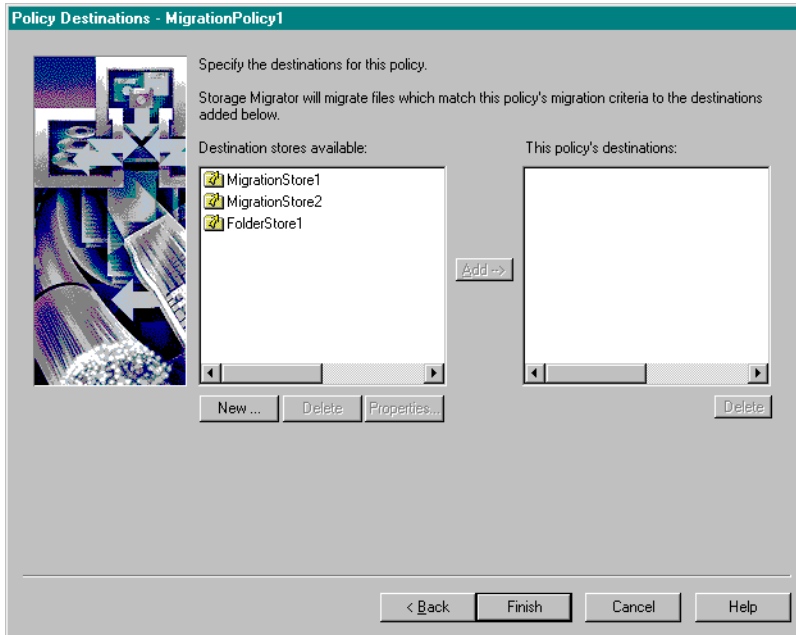 Policy Destinations - MigrationPolicy1
Specify the destinations for this policy.
Storage Migrator will migrate files which match this policy's migration criteria to the destinations
added below.
Destination stores available:
This policy's destinations:
MigrationStore1
MigrationStore2
FolderStore1
Add -->
New ...
Delete
Properties...
Delete
< Back
Finish
Cancel
Help